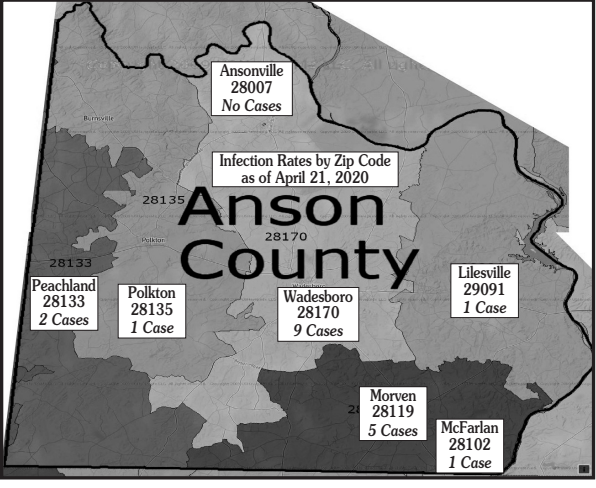 Ansonville
28007
No Cases
Burnsville
Infection Rates by Zip Code
as of April 21, 2020
28135
Anson
28170
Polkton
County
28133
Peachland
28133
2 Cases
Polkton
28135
1 Case
Wadesboro
28170
9 Cases
Lilesville
29091
1 Case
Morven
28119
5 Cases
McFarlan
28102
1 Case